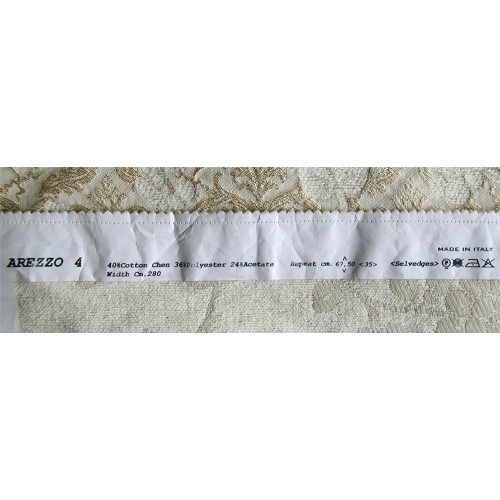 MADE IN ITALY
AREZZO 4 40%Cotton Chen 36%Polyester 24%Acetate Repeat cm. 67,50 <35> <Selvedges>
Width Cm.280